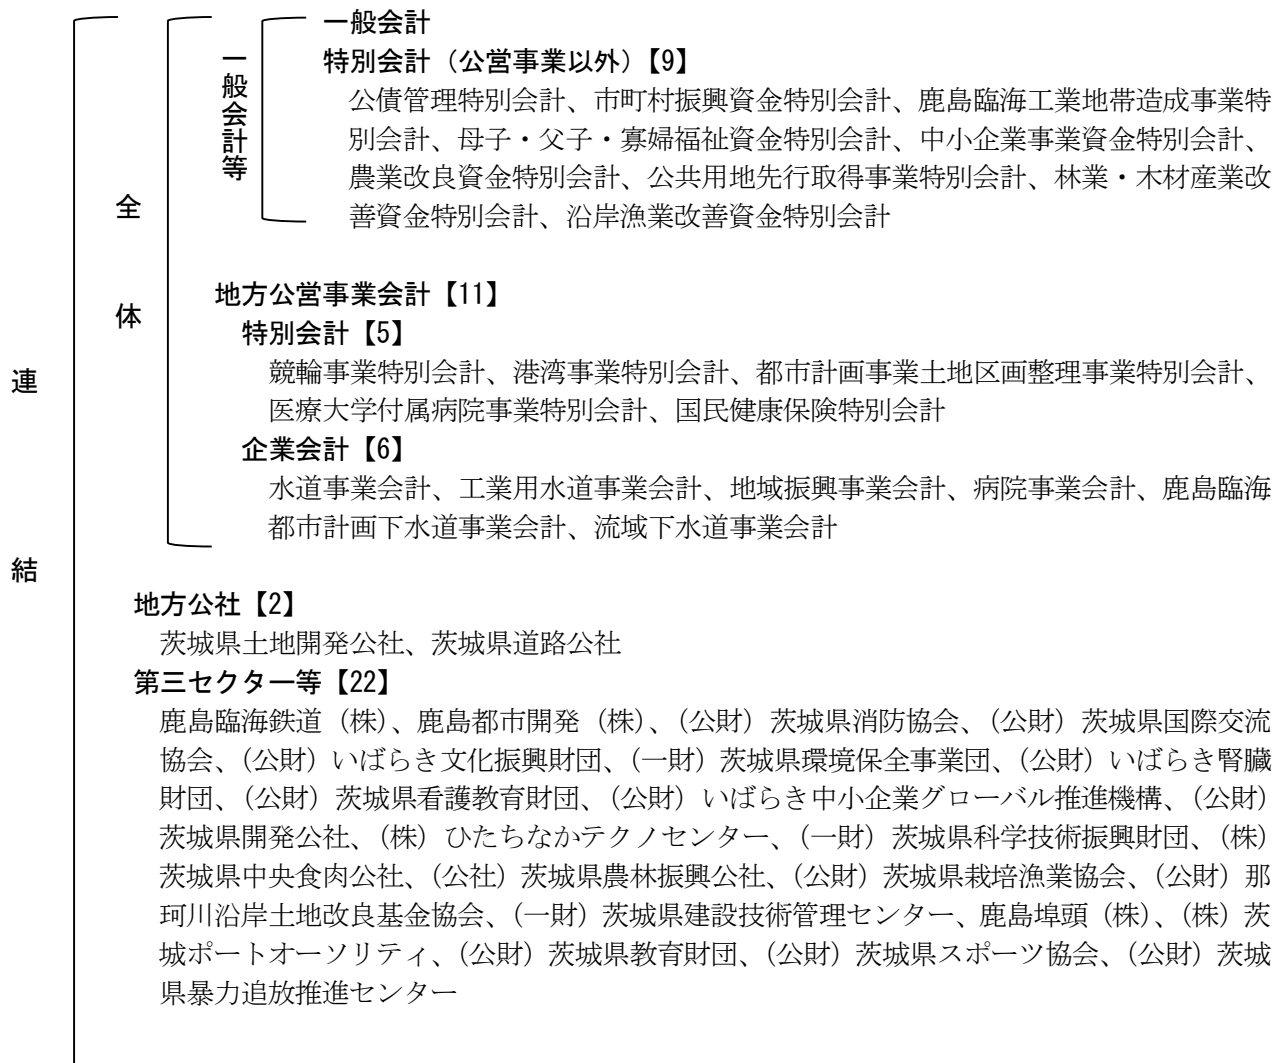 一般会計
特別会計（公営事業以外）【9】
公債管理特別会計、市町村振興資金特別会計、鹿島臨海工業地帯造成事業特
別会計、母子・父子・寡婦福祉資金特別会計、中小企業事業資金特別会計、
農業改良資金特別会計、公共用地先行取得事業特別会計、林業・木材産業改
善資金特別会計、沿岸漁業改善資金特別会計
一般会計等
全体
地方公営事業会計【11】
特別会計【5】
競輪事業特別会計、港湾事業特別会計、都市計画事業土地区画整理事業特別会計、
医療大学付属病院事業特別会計、国民健康保険特別会計
企業会計【6】
水道事業会計、工業用水道事業会計、地域振興事業会計、病院事業会計、鹿島臨海
都市計画下水道事業会計、流域下水道事業会計
連結
地方公社【2】
茨城県土地開発公社、茨城県道路公社
第三セクター等【22】
鹿島臨海鉄道（株）、鹿島都市開発（株）、（公財）茨城県消防協会、（公財）茨城県国際交流
協会、（公財）いばらき文化振興財団、（一財）茨城県環境保全事業団、（公財）いばらき腎臓
財団、（公財）茨城県看護教育財団、（公財）いばらき中小企業グローバル推進機構、（公財）
茨城県開発公社、（株）ひたちなかテクノセンター、（一財）茨城県科学技術振興財団、（株）
茨城県中央食肉公社、（公社）茨城県農林振興公社、（公財）茨城県栽培漁業協会、（公財）那
珂川沿岸土地改良基金協会、（一財）茨城県建設技術管理センター、鹿島埠頭（株）、（株）茨
城ポートオーソリティ、（公財）茨城県教育財団、（公財）茨城県スポーツ協会、（公財）茨城
県暴力追放推進センター